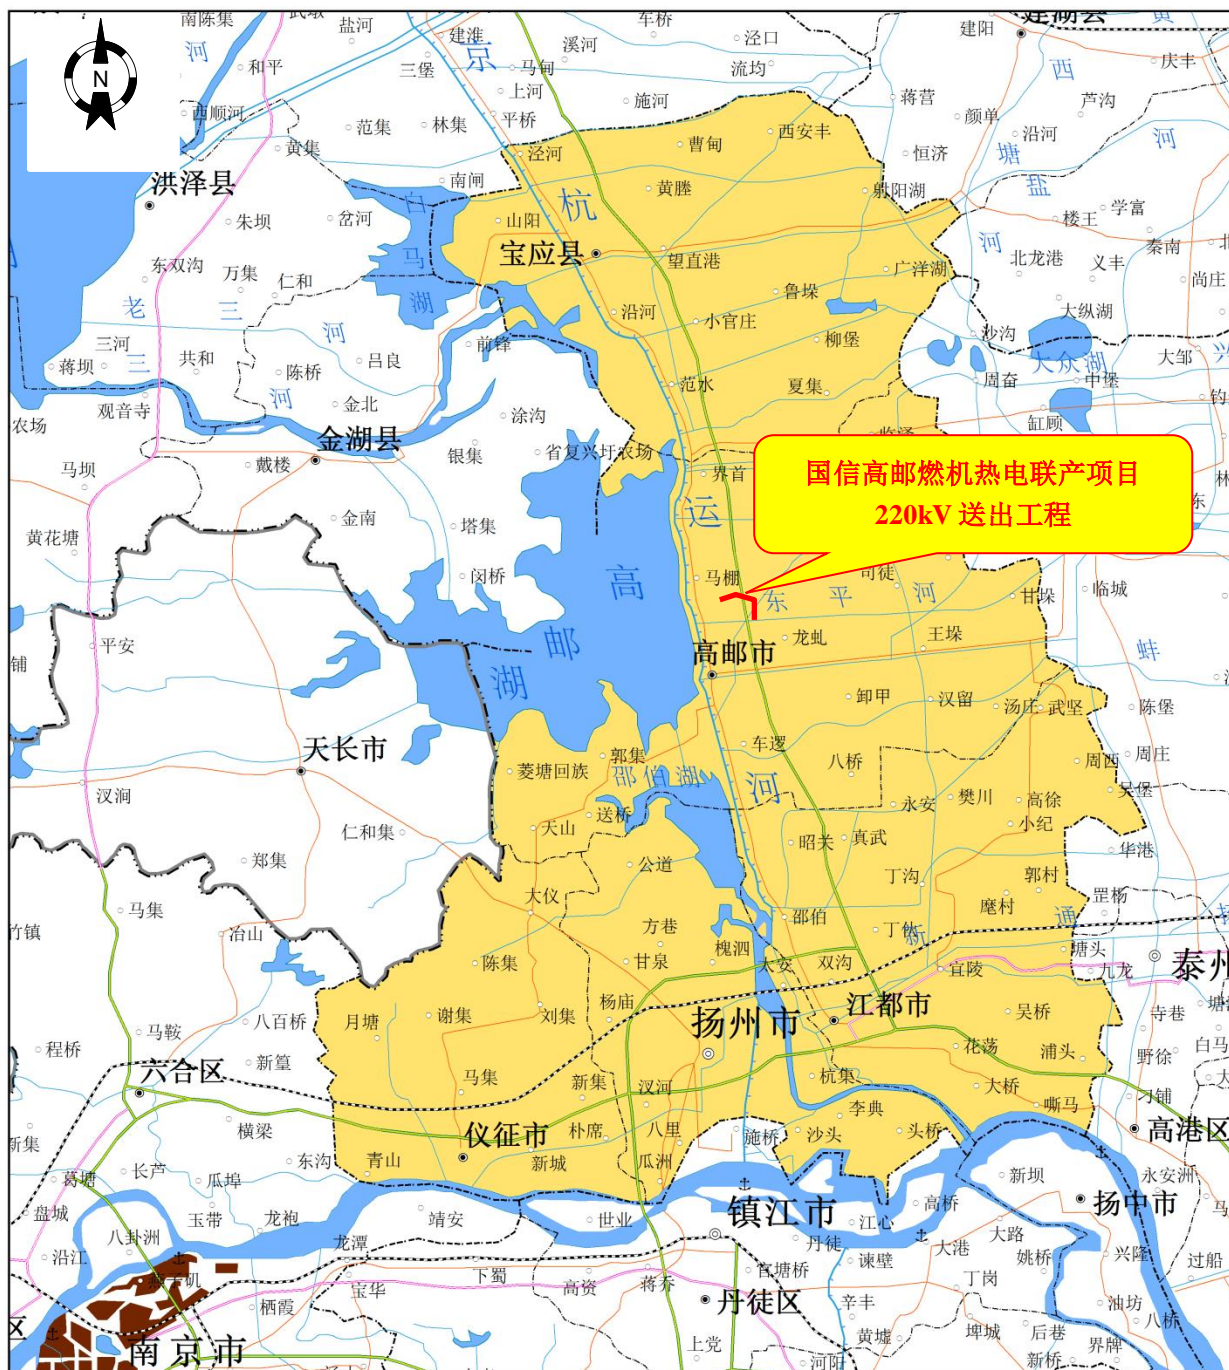 南陈集
盐河
车桥
建阳
建湖县
黄
河
京
建淮
溪河
泾口
和平
三堡
马甸
流均
西
庆丰
N
上河
施河
蒋营
芦沟
西顺河
平桥
颜单
范集
林集
曹甸
西安丰
沿河
河
黄集
泾河
恒济
塘
洪泽县
南闸
黄塍
射阳湖
盐
白
杭
学富
朱坝
岔河
山阳
楼王
宝应县
河
秦南
马
望直港
广洋湖
北龙港
义丰
东双沟
万集
仁和
尚庄
老
三
湖
鲁垛
河
沿河
小官庄
大纵湖
三河
前锋
柳堡
沙沟
蒋坝
三
共和
吕良
大众湖
大邹
兴
陈桥
范水
夏集
周奋
中堡
观音寺
河
金北
涂沟
缸顾
农场
金湖县
戴楼
银集
省复兴圩农场
临泽
马坝
界首
国信高邮燃机热电联产项目
220kV 送出工程
林
金南
塔集
运
东
黄花塘
闵桥
高
马棚
司徒
东
平
河
甘垛
临城
平安
邮
龙虬
王垛
蚌
铺
高邮市
湖
卸甲
汉留
汤庄
武坚
陈堡
天长市
郭集
车逻
八桥
周西
周庄
菱塘回族
邵伯湖
河
吴堡
汊涧
永安
樊川
高徐
天山
送桥
小纪
仁和集
昭关
真武
华港
郑集
公道
丁沟
郭村
大仪
麾村
罡杨
马集
邵伯
通
扬
竹镇
冶山
方巷
丁伙
新
塘头
陈集
甘泉
槐泗
大安
双沟
宜陵
九龙
泰州
杨庙
江都市
月塘
谢集
刘集
扬州市
吴桥
寺巷
塘
马鞍
八百桥
程桥
花荡
浦头
野徐
白马
新篁
六合区
马集
新集
汊河
杭集
大桥
刁铺
李典
嘶马
新集
横梁
仪征市
朴席
八里
施桥
沙头
头桥
高港区
东沟
青山
新城
瓜洲
葛塘
长芦
瓜埠
新坝
永安洲
盘城
玉带
龙袍
靖安
世业
镇江市
江心
高桥
扬中市
八卦洲
大路
沿江
龙潭
丹徒
谏壁
大港
姚桥
兴隆
燕子矶
下蜀
高资
蒋乔
官塘桥
过船
宝华
丁岗
栖霞
丹徒区
辛丰
油坊
八桥
区
黄墟
埤城
后巷
界牌
南京市
上党
河阳
新桥